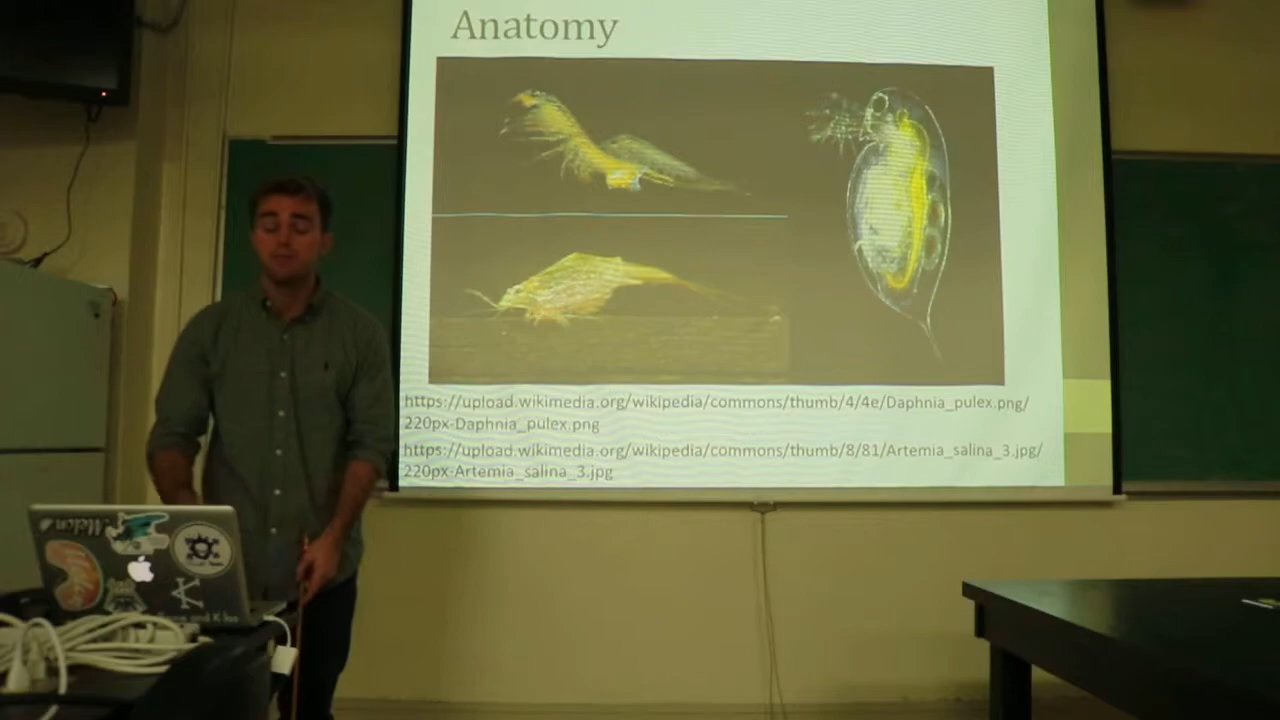 Anatomy
https://upload.wikimedia.org/wikipedia/commons/thumb/4/4e/Daphnia_pulex.png/
220px-Daphnia_pulex.png
https://upload.wikimedia.org/wikipedia/commons/thumb/8/81/Artemia_salina_3.jpg/
220px-Artemia_salina_3.jpg
K